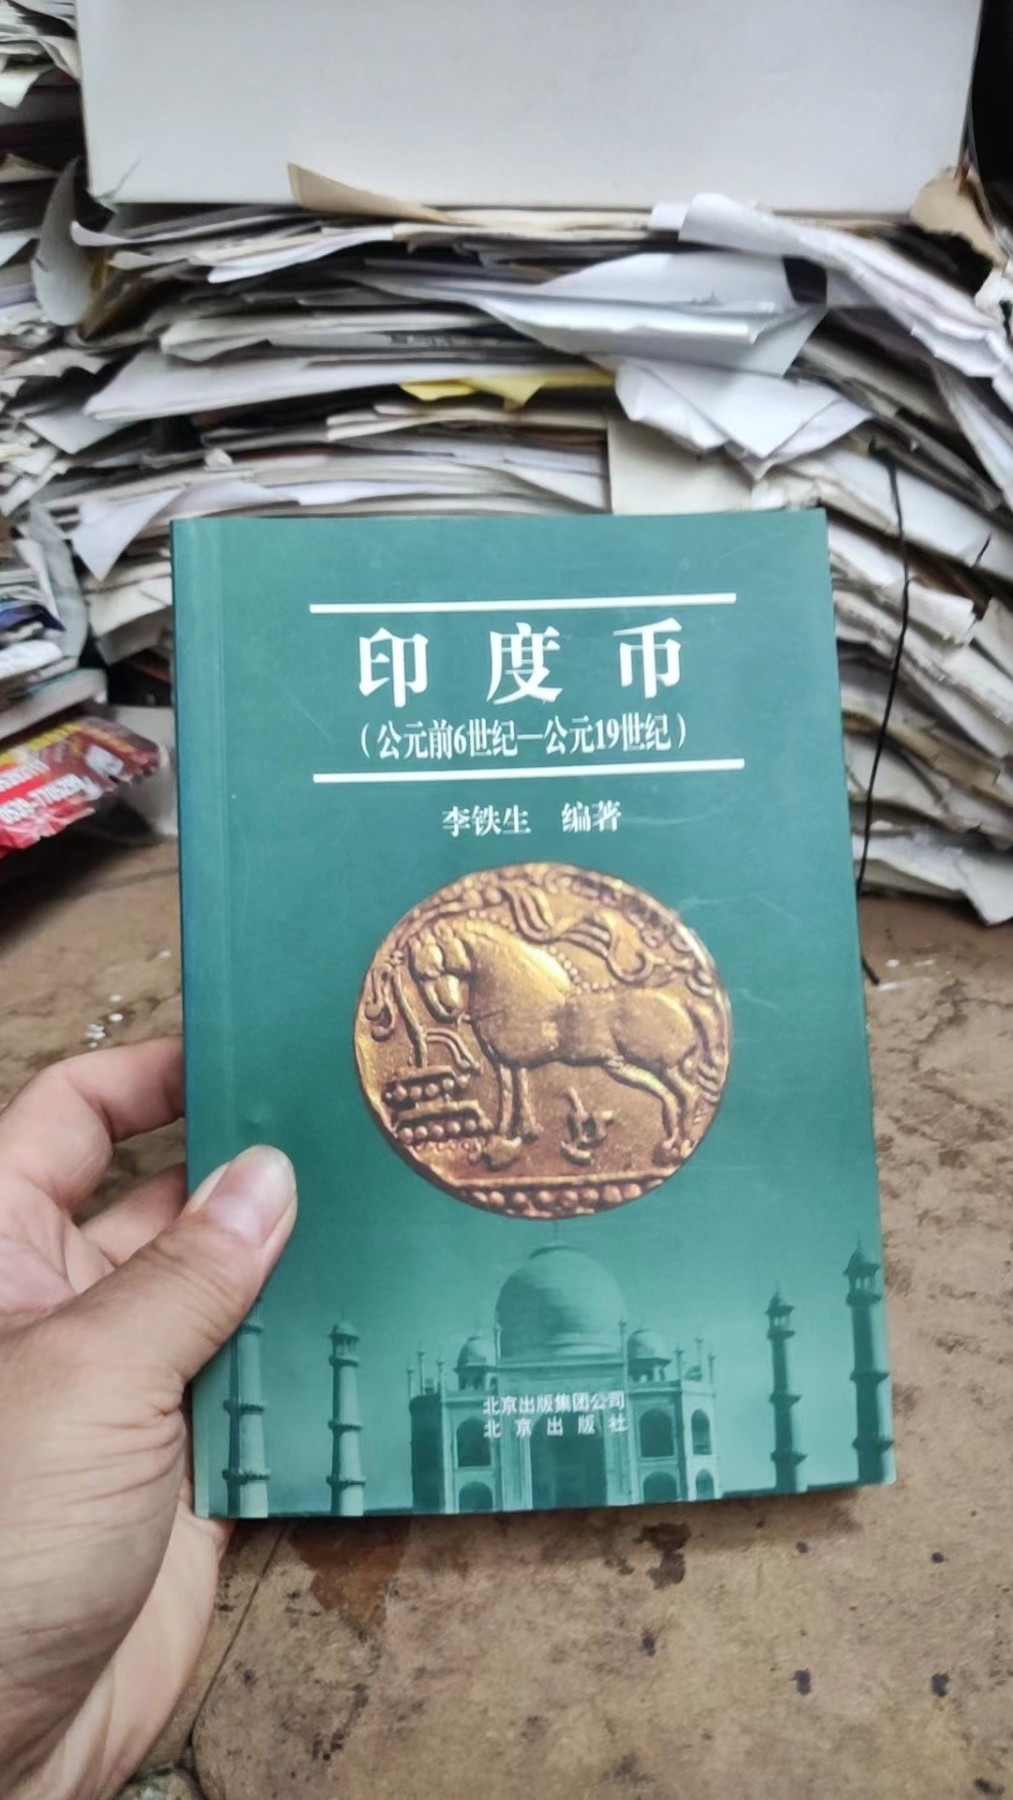 印度币
（公元前6世纪—公元19世纪）
李铁生 编著
北京出版集团公司
北京出版社